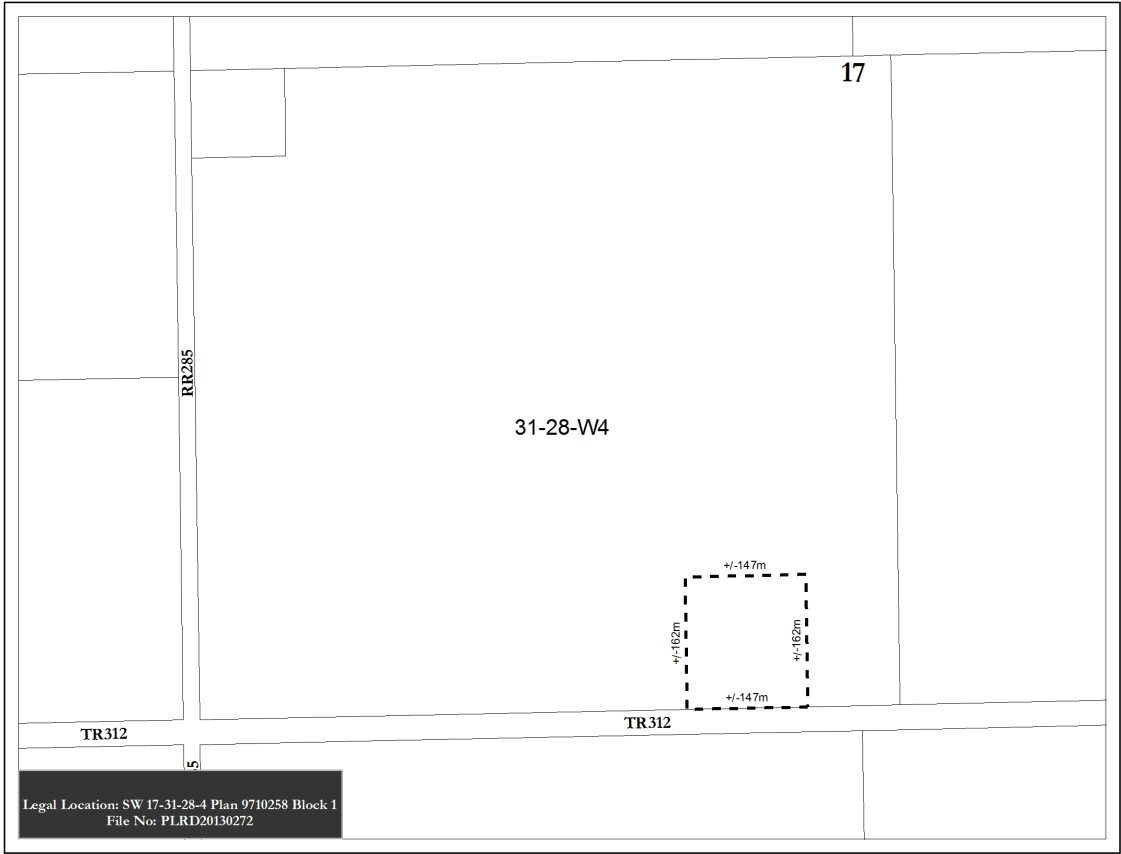 17
RR285
31-28-W4
+/-147m
+/-162m
+/-162m
+/-147m
TR312
TR312
5
Legal Location: SW 17-31-28-4 Plan 9710258 Block 1
File No: PLRD20130272